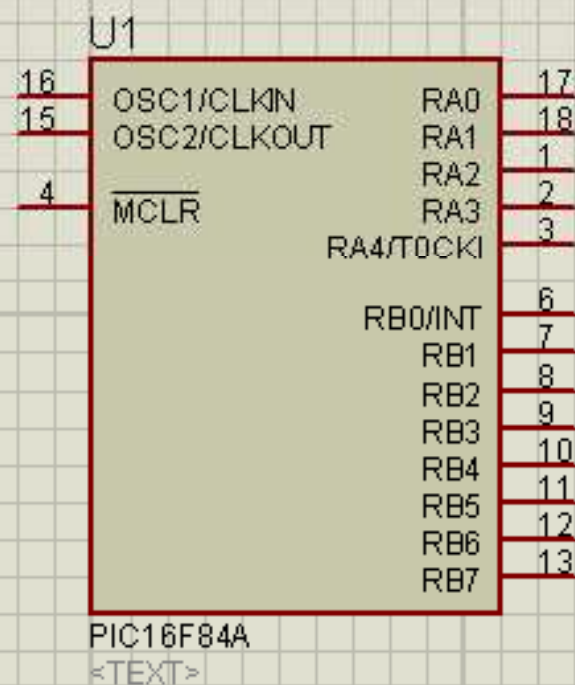 U1
16 OSC1/CLKIN RA0 17
15 OSC2/CLKOUT RA1 18
RA2 1
4 MCLR RA3 2
RA4/T0CKI 3
RB0/INT 6
RB1 7
RB2 8
RB3 9
RB4 10
RB5 11
RB6 12
RB7 13
PIC16F84A
<TEXT>